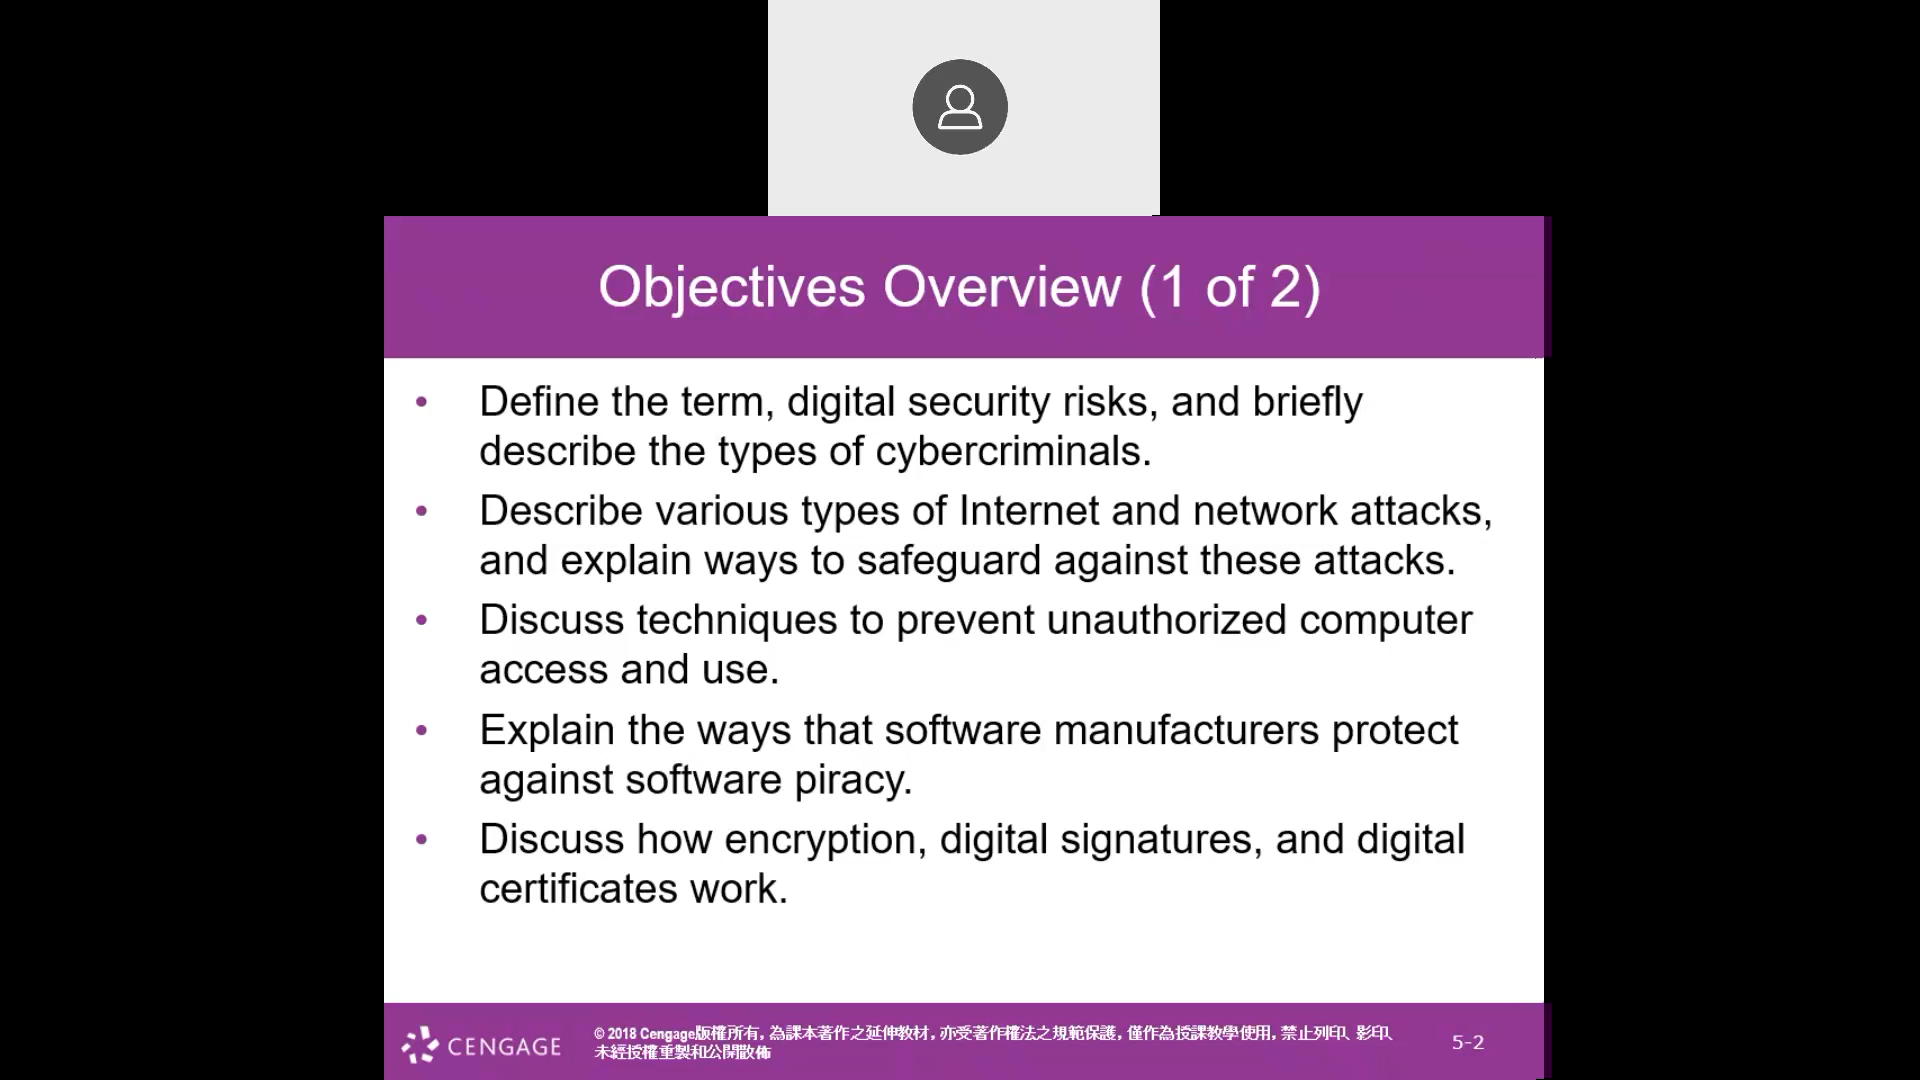 Objectives Overview (1 of 2)
• Define the term, digital security risks, and briefly
describe the types of cybercriminals.
• Describe various types of Internet and network attacks,
and explain ways to safeguard against these attacks.
• Discuss techniques to prevent unauthorized computer
access and use.
• Explain the ways that software manufacturers protect
against software piracy.
• Discuss how encryption, digital signatures, and digital
certificates work.
CENGAGE
© 2018 Cengage版權所有, 為課本著作之延伸教材, 亦受著作權法之規範保護, 僅作為授課教學使用, 禁止列印、影印、
未經授權重製和公開散佈
5-2